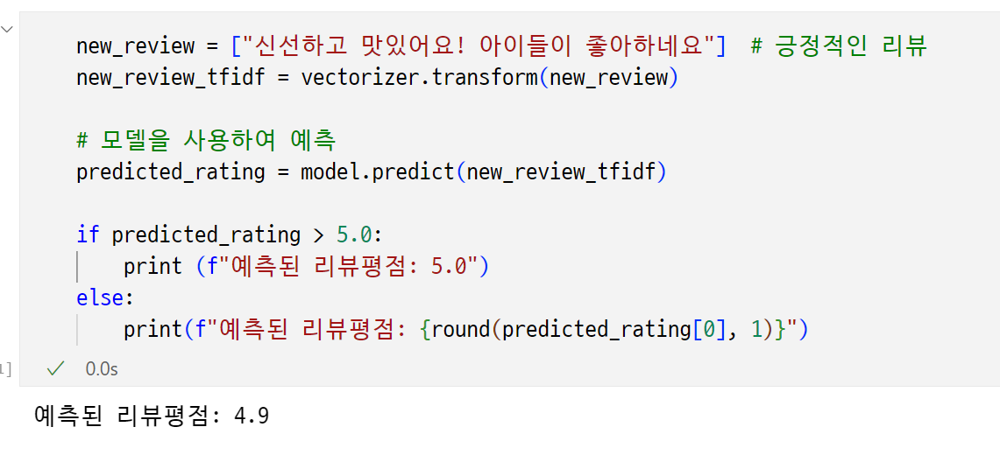 new_review = ["신선하고 맛있어요! 아이들이 좋아하네요"]  # 긍정적인 리뷰
new_review_tfidf = vectorizer.transform(new_review)
# 모델을 사용하여 예측
predicted_rating = model.predict(new_review_tfidf)
if predicted_rating > 5.0:
    print (f"예측된 리뷰평점: 5.0")
else:
    print(f"예측된 리뷰평점: {round(predicted_rating[0], 1)}")
] 0.0s
예측된 리뷰평점: 4.9